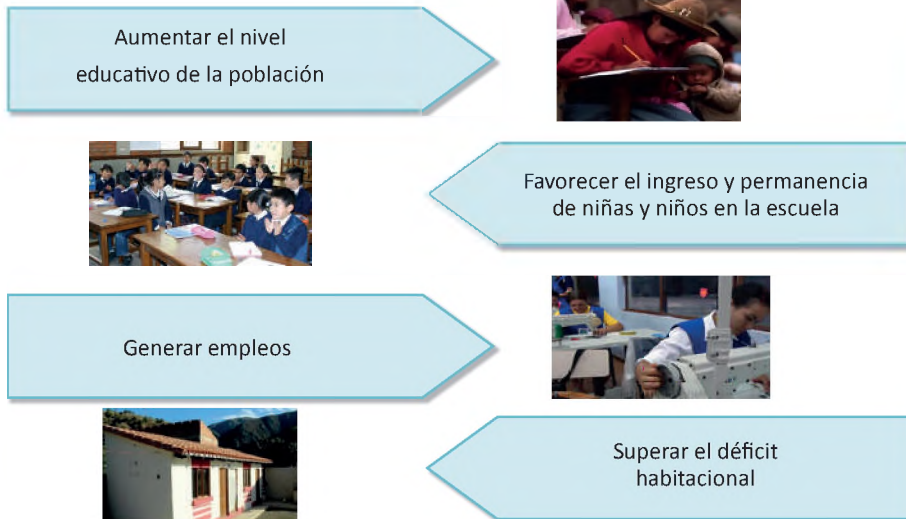 Aumentar el nivel
educativo de la población
Favorecer el ingreso y permanencia
de niñas y niños en la escuela
Generar empleos
Superar el déficit
habitacional